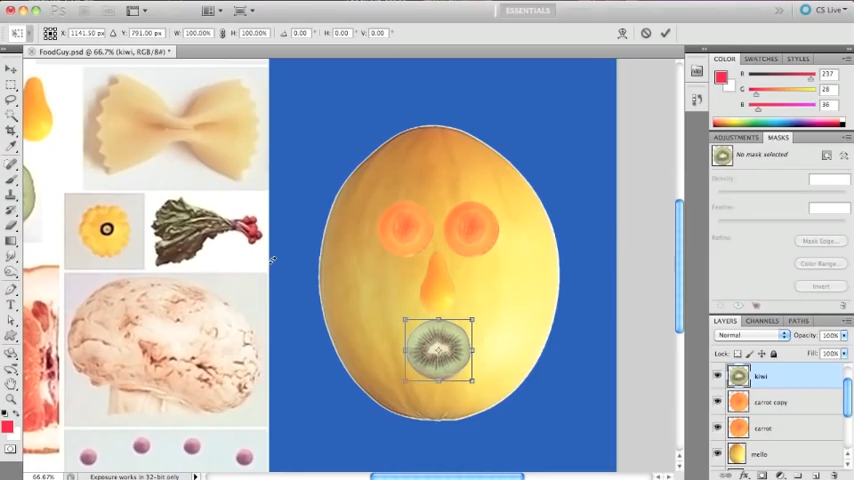 Ps
ESSENTIALS
CS Live
X: 1141.50 px
Y: 791.00 px
W: 100.00%
H: 100.00%
0.00
H: 0.00
V: 0.00
FoodGuy.psd @ 66.7% (kiwi, RGB/8#) *
COLOR SWATCHES STYLES
R 237
G 28
B 36
ADJUSTMENTS MASKS
No mask selected
Density:
Feather:
Refine:
Mask Edge...
Color Range...
Invert
LAYERS CHANNELS PATHS
Normal Opacity: 100%
Lock: Fill: 100%
kiwi
carrot copy
carrot
mello
66.67% Exposure works in 32-bit only